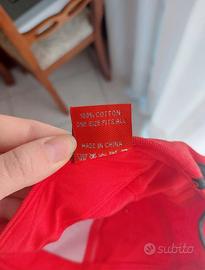 100% COTTON
ONE SIZE FITS ALL
MADE IN CHINA
subito